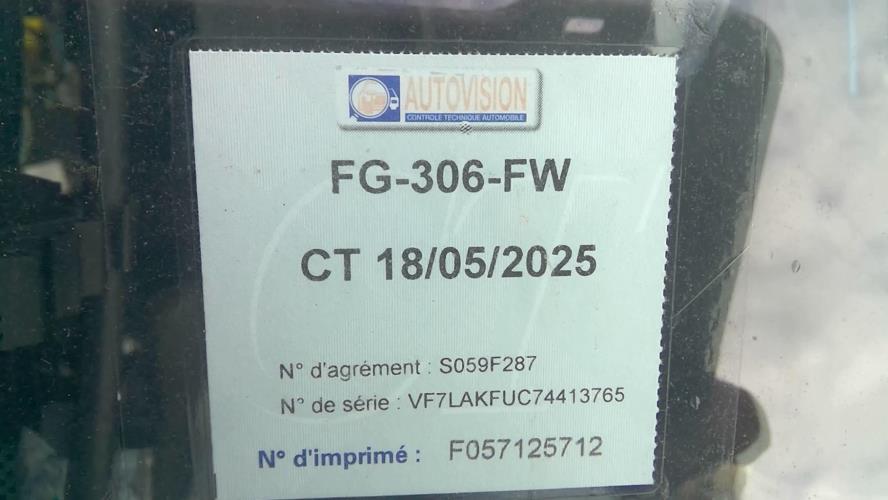 AUTOVISION
CONTROLE TECHNIQUE AUTOMOBILE
FG-306-FW
CT 18/05/2025
N° d'agrément : S059F287
N° de série : VF7LAKFUC74413765
N° d'imprimé : F057125712